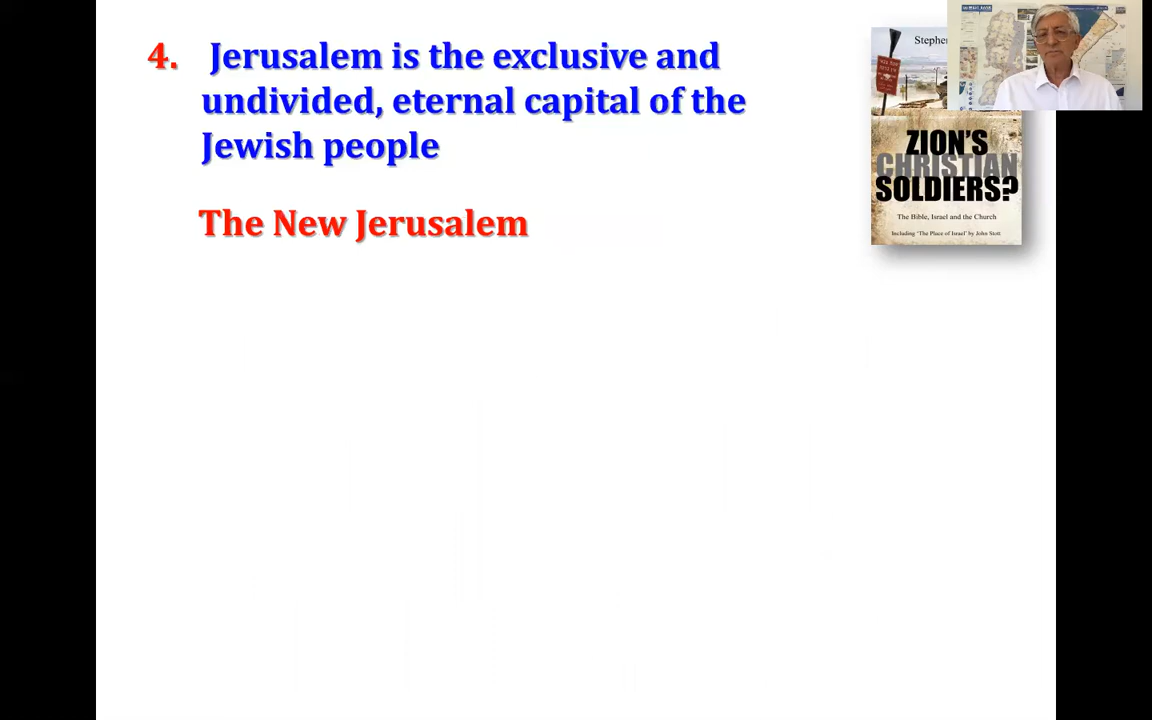 4. Jerusalem is the exclusive and
undivided, eternal capital of the
Jewish people
The New Jerusalem
Stephe
ZION'S
CHRISTIAN
SOLDIERS?
The Bible, Israel and the Church
Including 'The Place of Israel' by John Stott